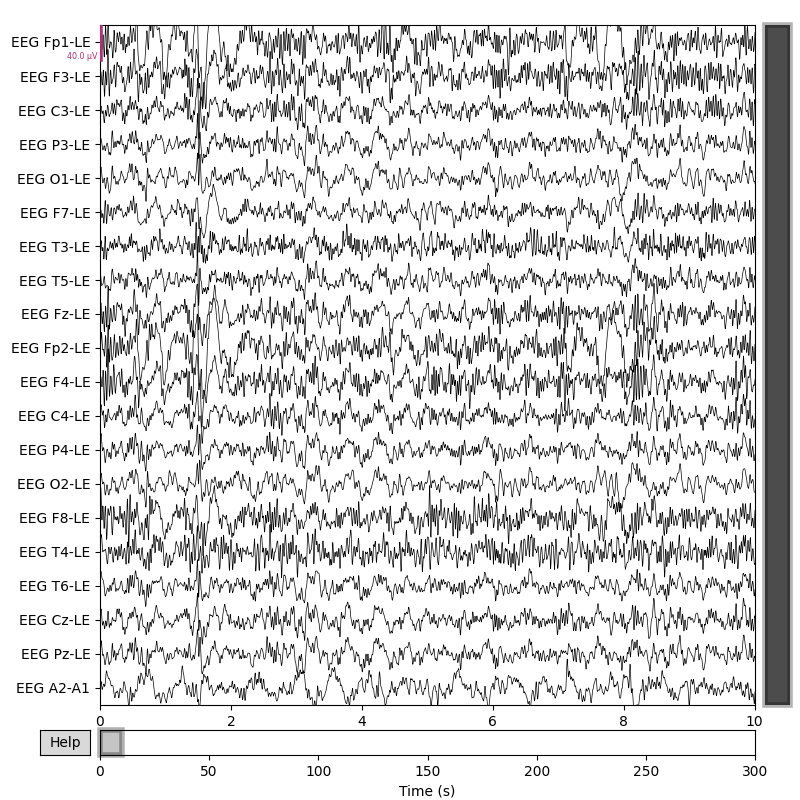 EEG Fp1-LE
40.0 µV
EEG F3-LE
EEG C3-LE
EEG P3-LE
EEG O1-LE
EEG F7-LE
EEG T3-LE
EEG T5-LE
EEG Fz-LE
EEG Fp2-LE
EEG F4-LE
EEG C4-LE
EEG P4-LE
EEG O2-LE
EEG F8-LE
EEG T4-LE
EEG T6-LE
EEG Cz-LE
EEG Pz-LE
EEG A2-A1
0 2 4 6 8 10
Help
0 50 100 150 200 250 300
Time (s)